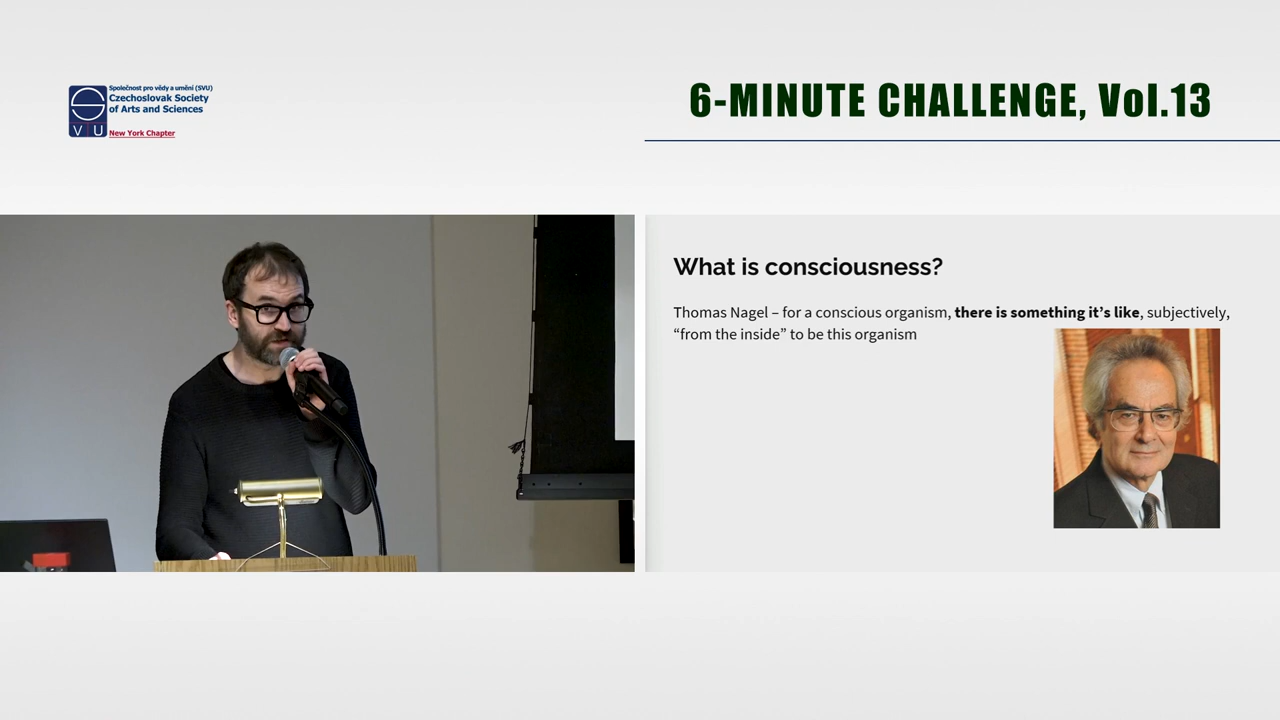 Společnost pro vědy a umění (SVU)
Czechoslovak Society
of Arts and Sciences
V U
New York Chapter
6-MINUTE CHALLENGE, Vol.13
What is consciousness?
Thomas Nagel – for a conscious organism, there is something it’s like, subjectively,
“from the inside” to be this organism